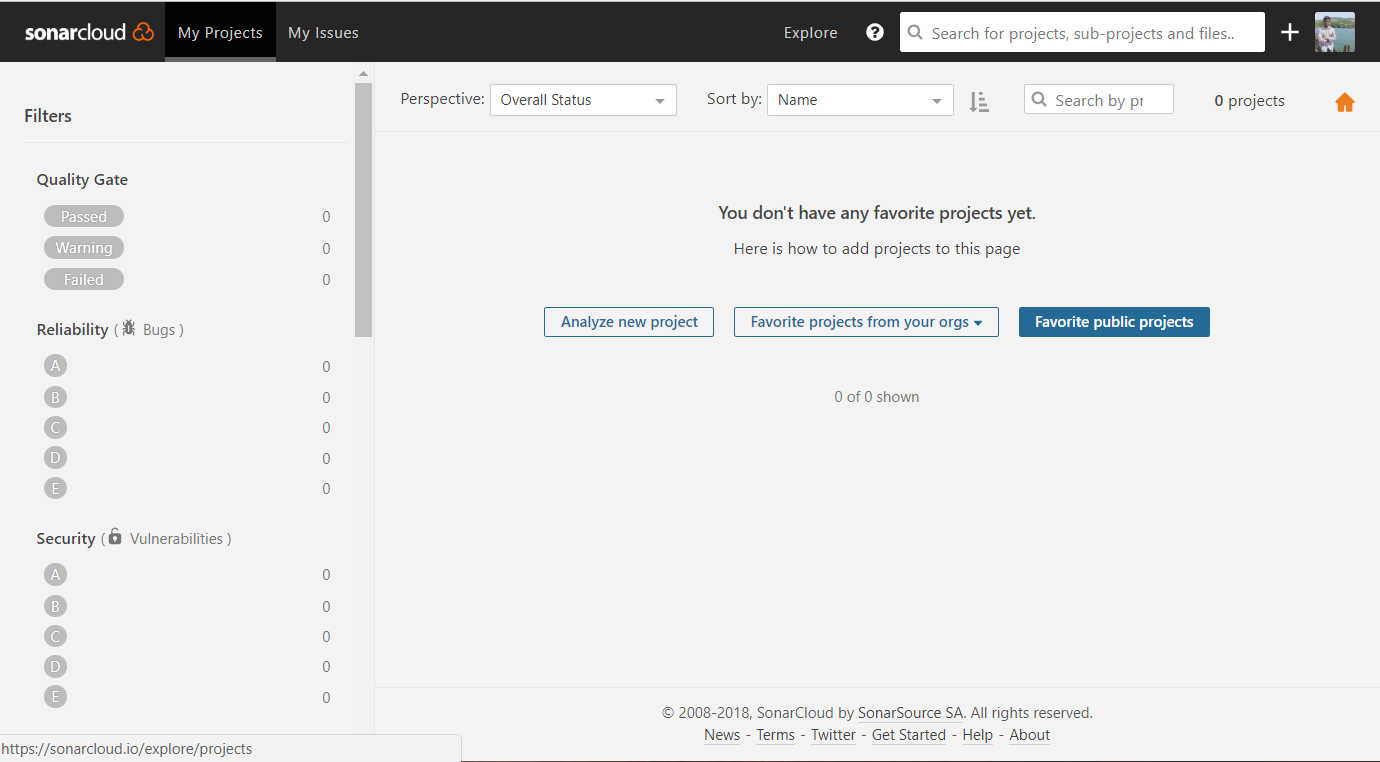 sonarcloud My Projects My Issues Explore ? Search for projects, sub-projects and files..
Filters
Perspective: Overall Status Sort by: Name Search by pr 0 projects
Quality Gate
Passed 0
Warning 0
Failed 0
Reliability ( Bugs )
A 0
B 0
C 0
D 0
E 0
Security ( Vulnerabilities )
A 0
B 0
C 0
D 0
E 0
You don't have any favorite projects yet.
Here is how to add projects to this page
Analyze new project Favorite projects from your orgs Favorite public projects
0 of 0 shown
© 2008-2018, SonarCloud by SonarSource SA. All rights reserved.
News - Terms - Twitter - Get Started - Help - About
https://sonarcloud.io/explore/projects